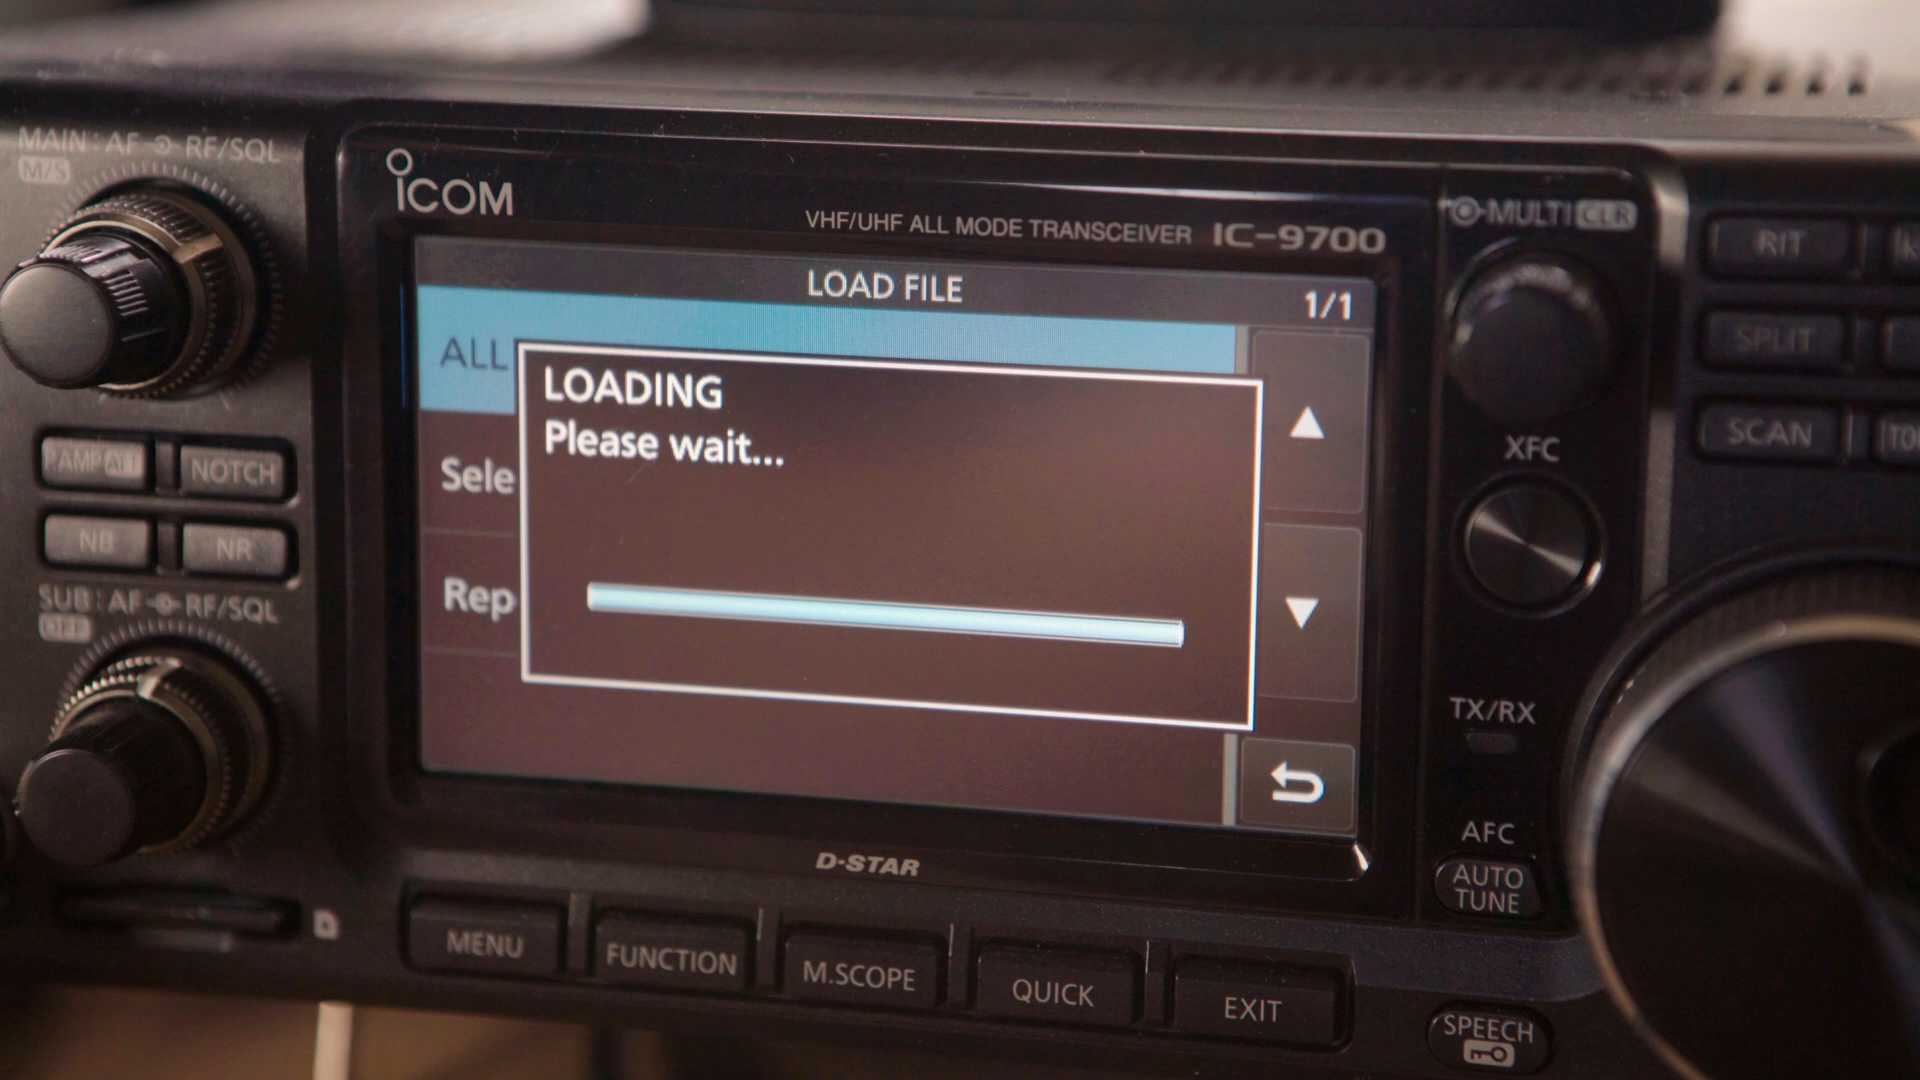 MAIN: AF RF/SQL
M/S
ICOM
VHF/UHF ALL MODE TRANSCEIVER IC-9700
MULTI CLR
RIT
LOAD FILE
1/1
ALL
LOADING
Please wait...
Sele
Rep
SPLIT
SCAN
XFC
P.AMP ATT
NOTCH
NB
NR
SUB: AF RF/SQL
OFF
TX/RX
AFC
AUTO
TUNE
D-STAR
MENU
FUNCTION
M.SCOPE
QUICK
EXIT
SPEECH